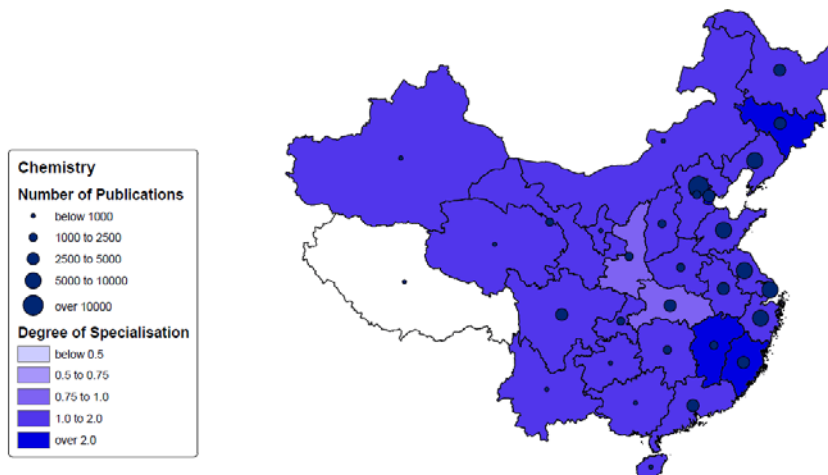 Chemistry
Number of Publications
below 1000
1000 to 2500
2500 to 5000
5000 to 10000
over 10000
Degree of Specialisation
below 0.5
0.5 to 0.75
0.75 to 1.0
1.0 to 2.0
over 2.0